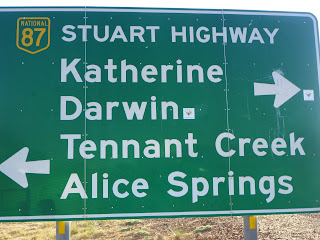 NATIONAL
87
STUART HIGHWAY
Katherine
Darwin
Tennant Creek
Alice Springs